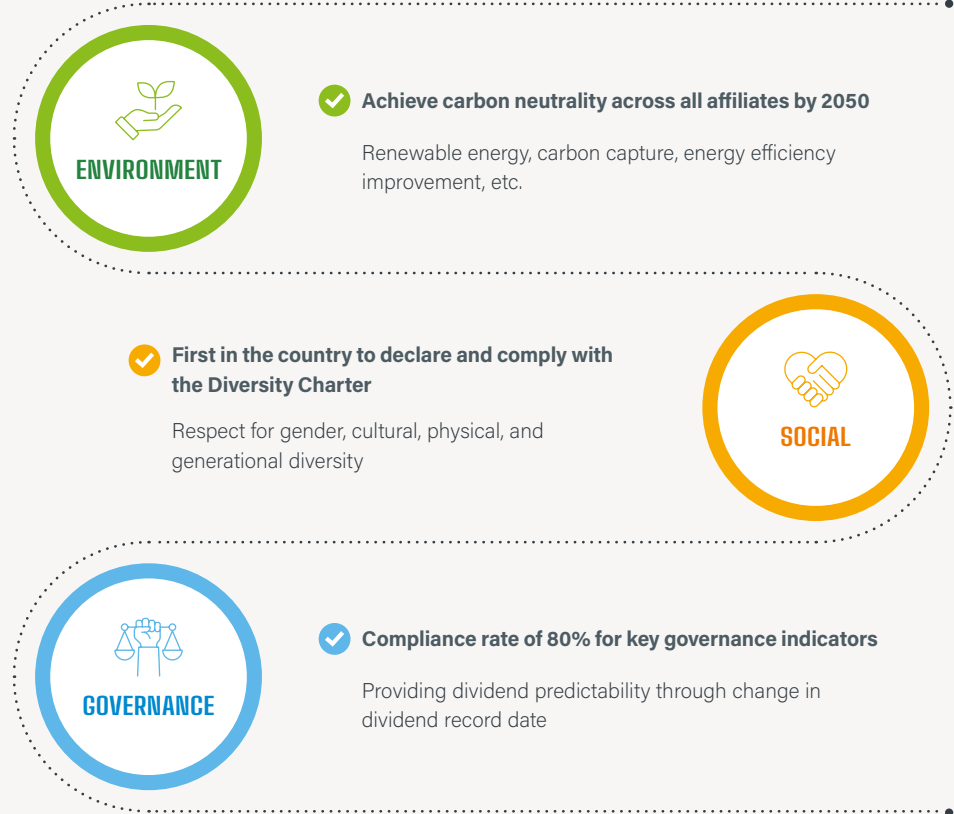 ENVIRONMENT
Achieve carbon neutrality across all affiliates by 2050
Renewable energy, carbon capture, energy efficiency
improvement, etc.
First in the country to declare and comply with
the Diversity Charter
Respect for gender, cultural, physical, and
generational diversity
SOCIAL
GOVERNANCE
Compliance rate of 80% for key governance indicators
Providing dividend predictability through change in
dividend record date